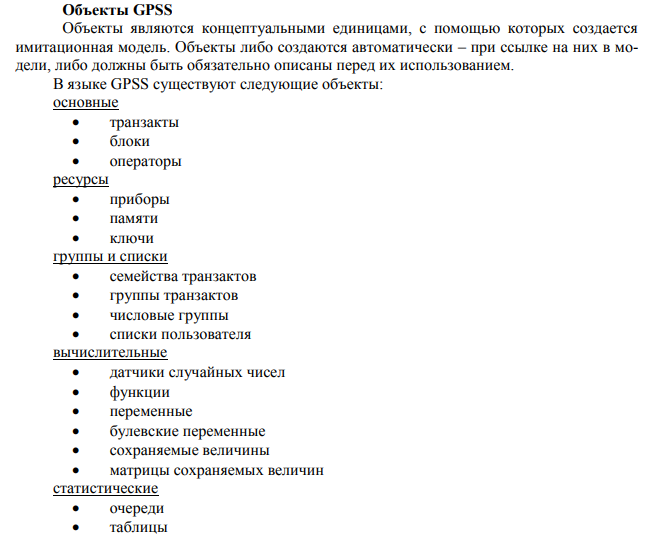 Объекты GPSS
Объекты являются концептуальными единицами, с помощью которых создается
имитационная модель. Объекты либо создаются автоматически – при ссылке на них в мо-
дели, либо должны быть обязательно описаны перед их использованием.
В языке GPSS существуют следующие объекты:
основные
• транзакты
• блоки
• операторы
ресурсы
• приборы
• памяти
• ключи
группы и списки
• семейства транзактов
• группы транзактов
• числовые группы
• списки пользователя
вычислительные
• датчики случайных чисел
• функции
• переменные
• булевские переменные
• сохраняемые величины
• матрицы сохраняемых величин
статистические
• очереди
• таблицы